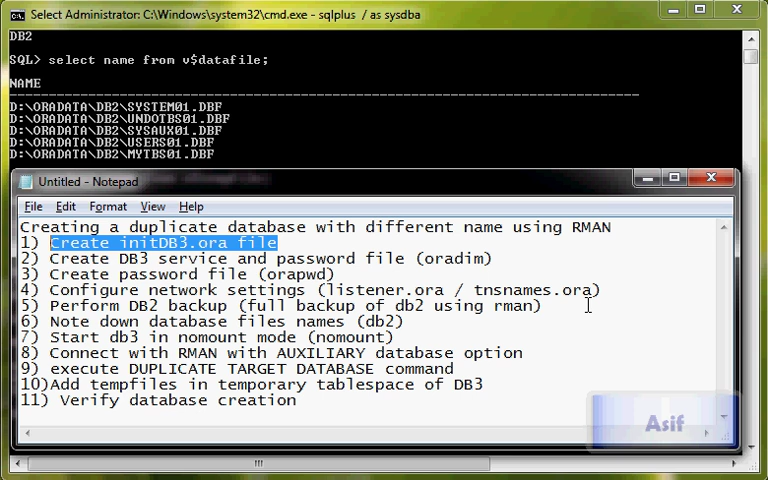 Select Administrator: C:\Windows\system32\cmd.exe - sqlplus / as sysdba
DB2
SQL> select name from v$datafile;
NAME
--------------------------------------------------------------------------------
D:\ORADATA\DB2\SYSTEM01.DBF
D:\ORADATA\DB2\UNDOTBS01.DBF
D:\ORADATA\DB2\SYSAUX01.DBF
D:\ORADATA\DB2\USERS01.DBF
D:\ORADATA\DB2\MYTBS01.DBF
Untitled - Notepad
File Edit Format View Help
Creating a duplicate database with different name using RMAN
1) Create initDB3.ora file
2) Create DB3 service and password file (oradim)
3) Create password file (orapwd)
4) Configure network settings (listener.ora / tnsnames.ora)
5) Perform DB2 backup (full backup of db2 using rman)
6) Note down database files names (db2)
7) Start db3 in nomount mode (nomount)
8) Connect with RMAN with AUXILIARY database option
9) execute DUPLICATE TARGET DATABASE command
10)Add tempfiles in temporary tablespace of DB3
11) Verify database creation
Asif